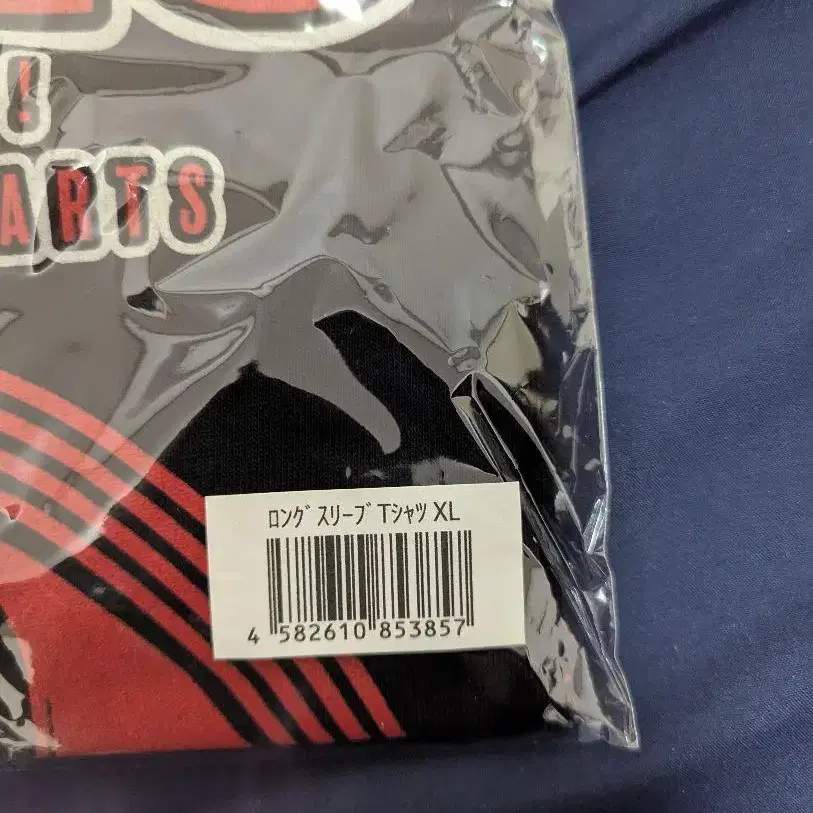 !
ARTS
ﾛﾝｸﾞｽﾘｰﾌﾞTｼｬﾂ XL
4 582610 853857